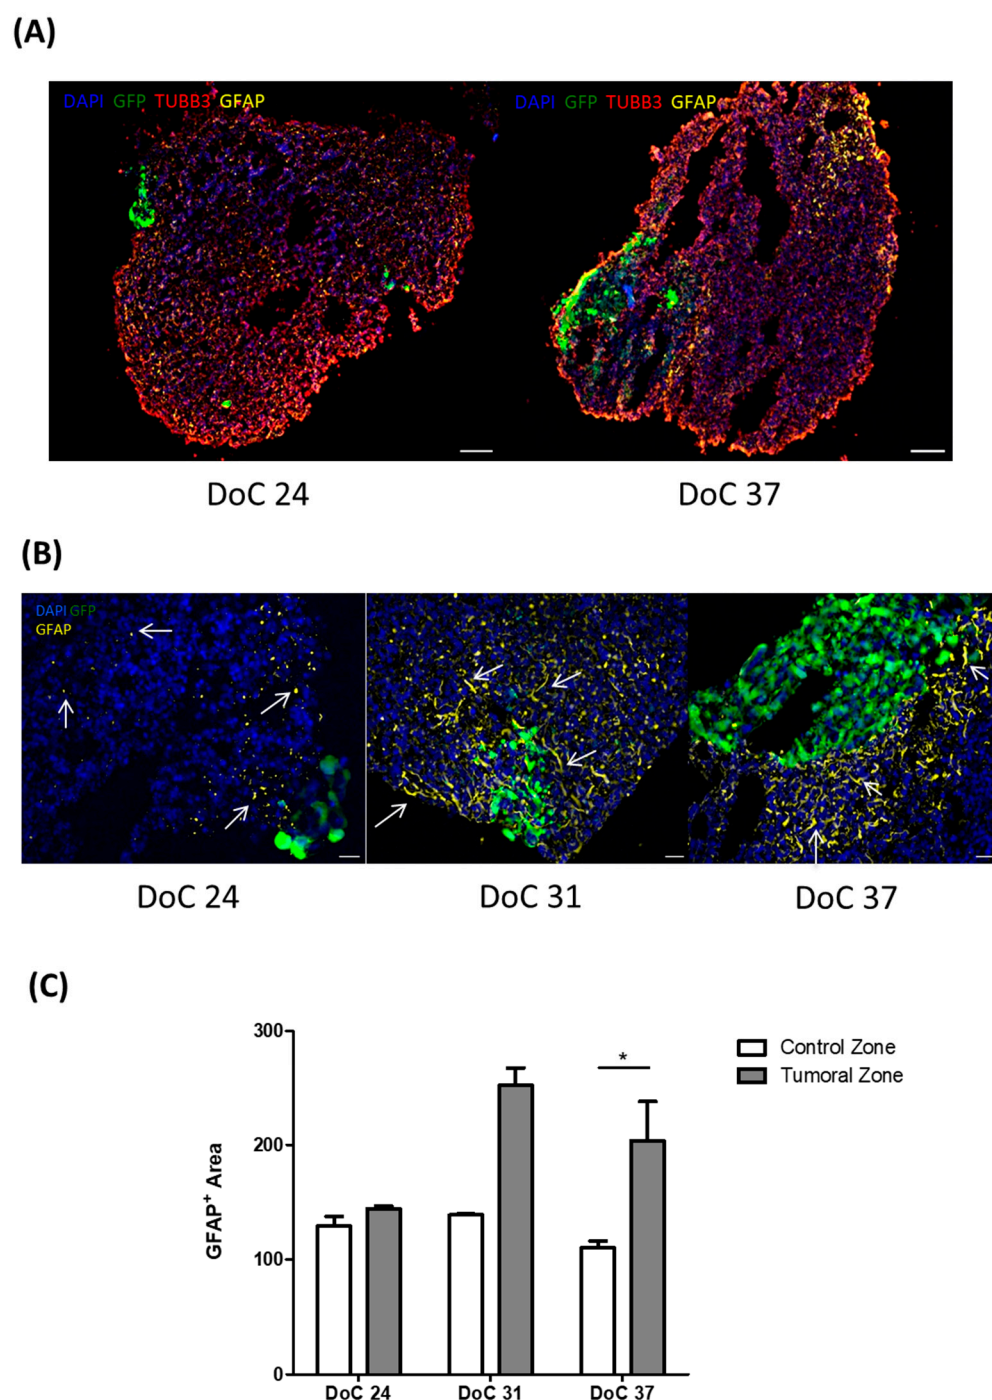 (A)
DAPI GFP TUBB3 GFAP
DAPI GFP TUBB3 GFAP
DoC 24
DoC 37
(B)
DAPI GFP
GFAP
DoC 24
DoC 31
DoC 37
(C)
300
200
100
0
GFAP+ Area
*
Control Zone
Tumoral Zone
DoC 24
DoC 31
DoC 37